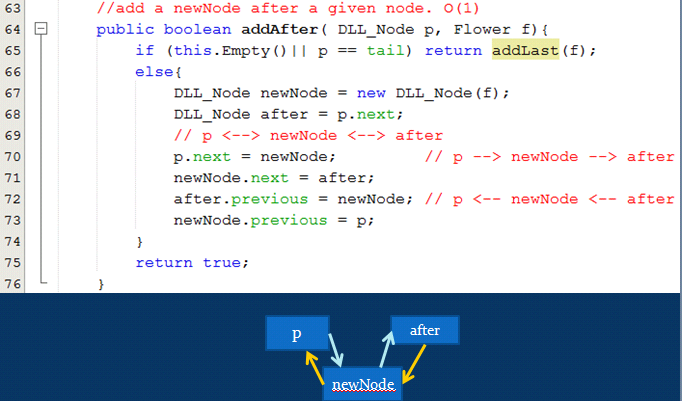 63 //add a newNode after a given node. O(1)
64 public boolean addAfter( DLL_Node p, Flower f){
65 if (this.Empty()|| p == tail) return addLast(f);
66 else{
67 DLL_Node newNode = new DLL_Node(f);
68 DLL_Node after = p.next;
69 // p <--> newNode <--> after
70 p.next = newNode; // p --> newNode --> after
71 newNode.next = after;
72 after.previous = newNode; // p <-- newNode <-- after
73 newNode.previous = p;
74 }
75 return true;
76 }
p after
newNode